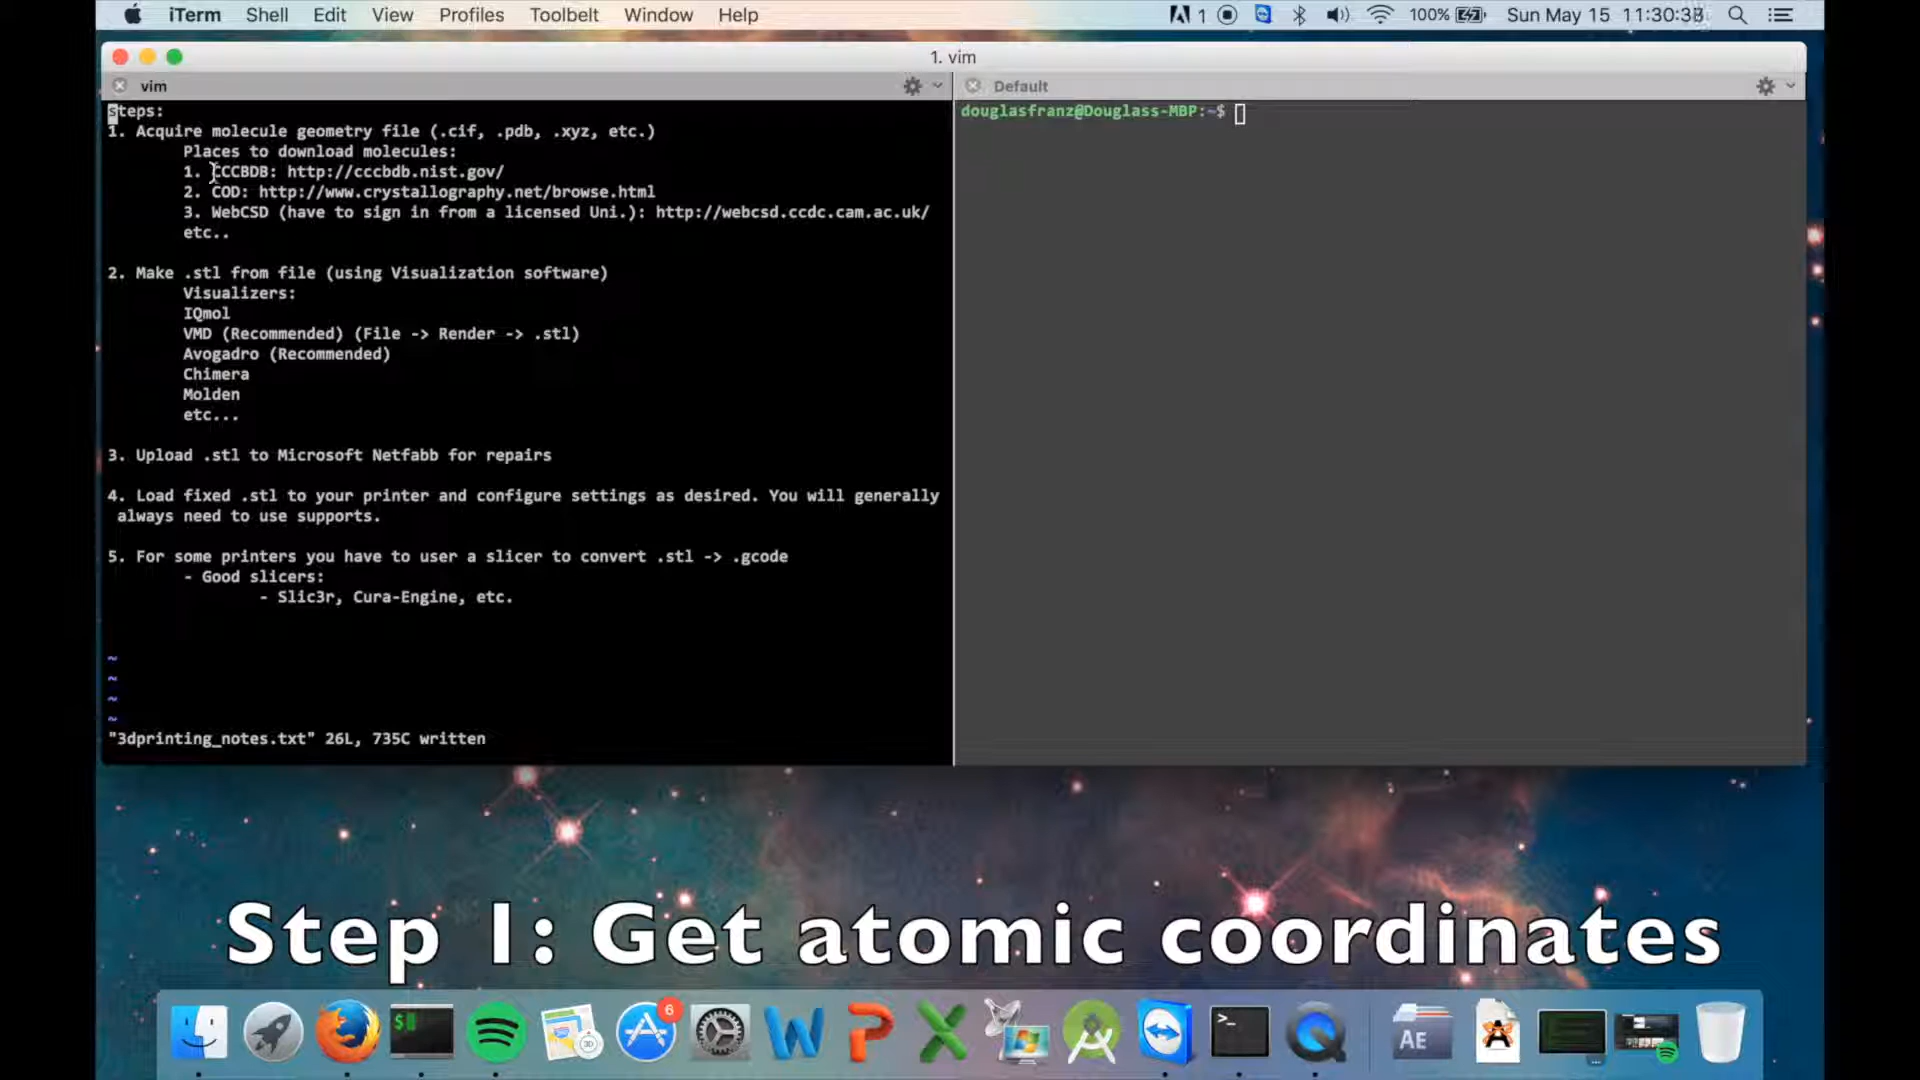 iTerm Shell Edit View Profiles Toolbelt Window Help 1 100% Sun May 15 11:30:38
1. vim
vim
Default
steps:
1. Acquire molecule geometry file (.cif, .pdb, .xyz, etc.)
Places to download molecules:
1. CCCBDB: http://cccbdb.nist.gov/
2. COD: http://www.crystallography.net/browse.html
3. WebCSD (have to sign in from a licensed Uni.): http://webcsd.ccdc.cam.ac.uk/
etc..
2. Make .stl from file (using Visualization software)
Visualizers:
IQmol
VMD (Recommended) (File -> Render -> .stl)
Avogadro (Recommended)
Chimera
Molden
etc...
3. Upload .stl to Microsoft Netfabb for repairs
4. Load fixed .stl to your printer and configure settings as desired. You will generally
always need to use supports.
5. For some printers you have to user a slicer to convert .stl -> .gcode
- Good slicers:
- Slic3r, Cura-Engine, etc.
~
~
~
~
"3dprinting_notes.txt" 26L, 735C written
douglasfranz@Douglass-MBP:~$
Step 1: Get atomic coordinates
6
3D
AE